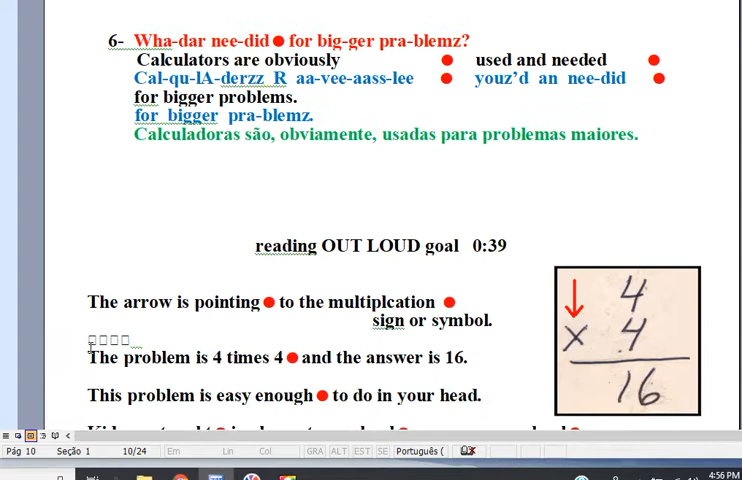 6- Wha-dar nee-did for big-ger pra-blemz?
Calculators are obviously used and needed
Cal-qu-lA-derzz R aa-vee-aass-lee youz'd an nee-did
for bigger problems.
for bigger pra-blemz.
Calculadoras são, obviamente, usadas para problemas maiores.
reading OUT LOUD goal 0:39
The arrow is pointing to the multiplcation
sign or symbol.
The problem is 4 times 4 and the answer is 16.
This problem is easy enough to do in your head.
4
x 4
16
Pág 10 Seção 1 10/24 Em Lin Col GRA ALT EST SE Português (
4:56 PM